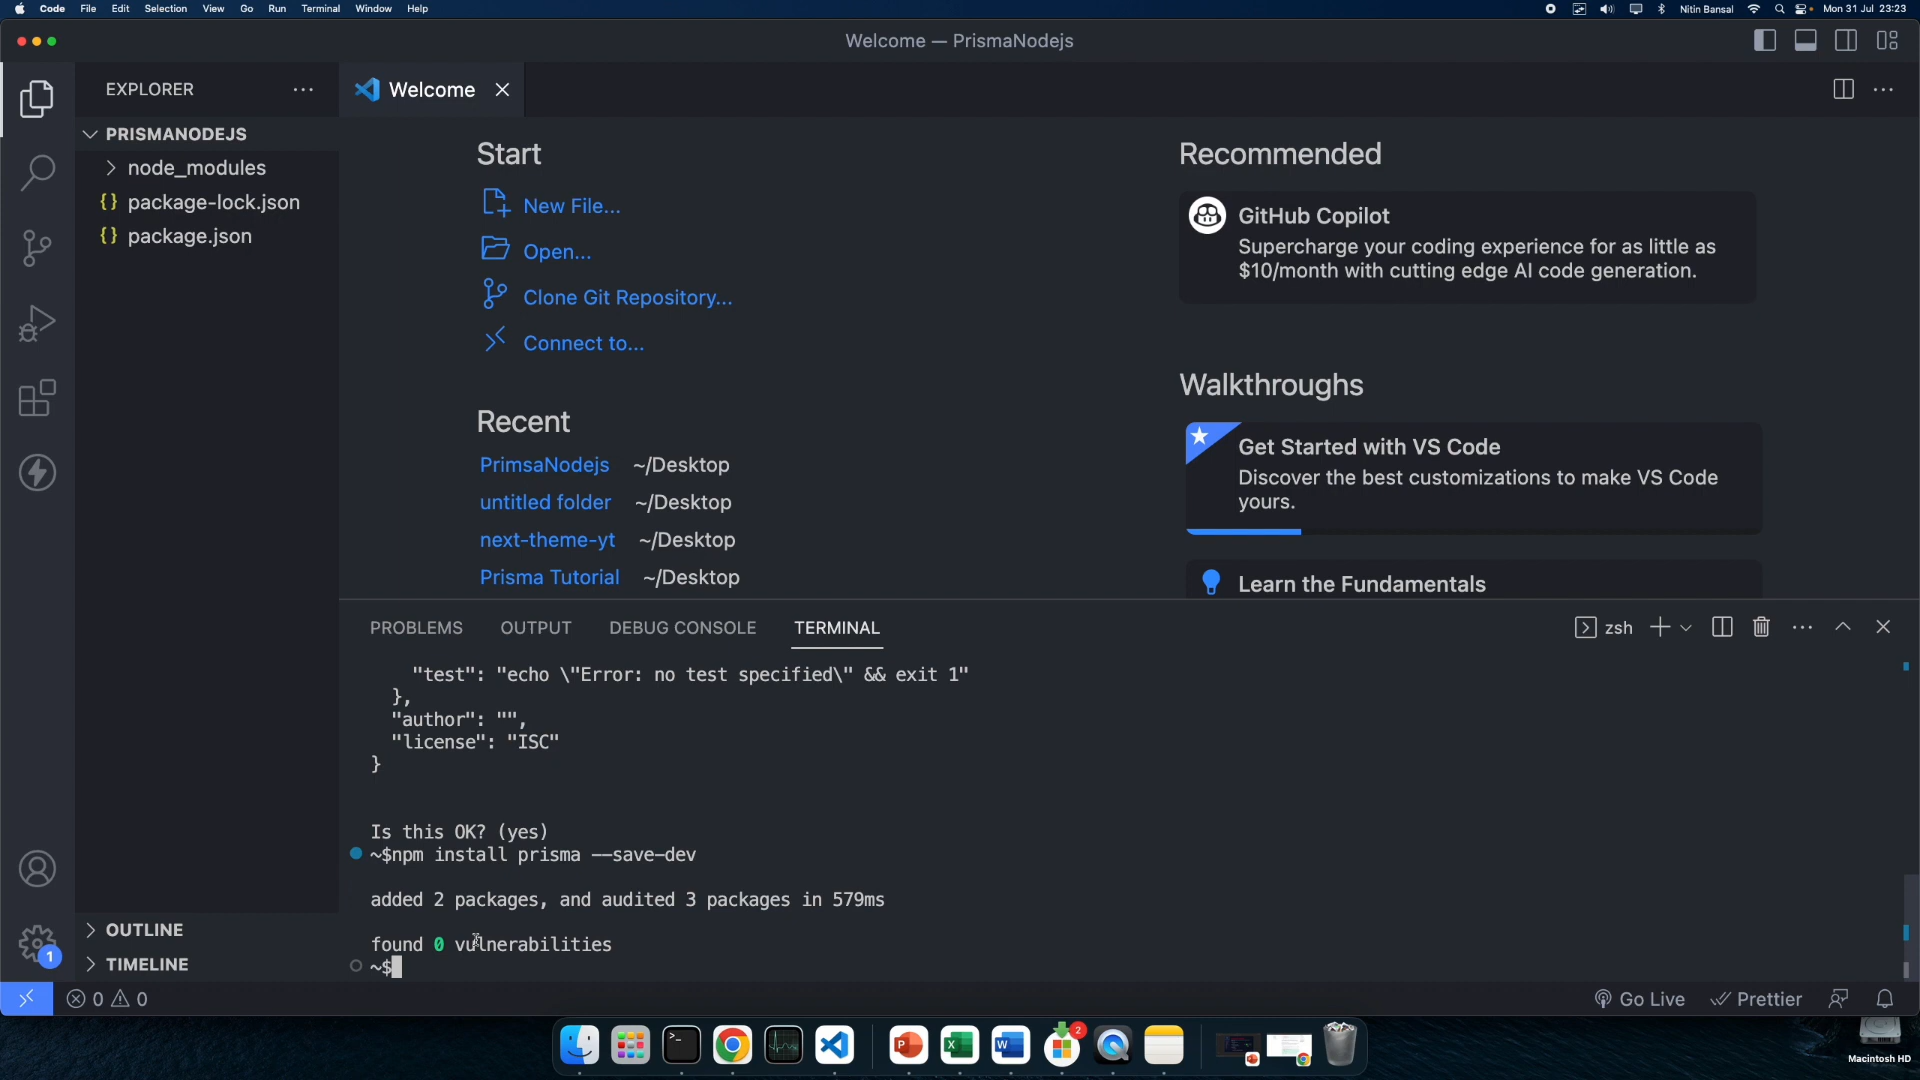 Code File Edit Selection View Go Run Terminal Window Help
Nitin Bansal Mon 31 Jul 23:23
Welcome — PrismaNodejs
EXPLORER
PRISMANODEJS
node_modules
{} package-lock.json
{} package.json
OUTLINE
TIMELINE
1
Welcome
Start
New File...
Open...
Clone Git Repository...
Connect to...
Recent
PrimsaNodejs ~/Desktop
untitled folder ~/Desktop
next-theme-yt ~/Desktop
Prisma Tutorial ~/Desktop
Recommended
GitHub Copilot
Supercharge your coding experience for as little as
$10/month with cutting edge AI code generation.
Walkthroughs
Get Started with VS Code
Discover the best customizations to make VS Code
yours.
Learn the Fundamentals
PROBLEMS OUTPUT DEBUG CONSOLE TERMINAL
zsh
"test": "echo \"Error: no test specified\" && exit 1"
},
"author": "",
"license": "ISC"
}
Is this OK? (yes)
~$npm install prisma --save-dev
added 2 packages, and audited 3 packages in 579ms
found 0 vulnerabilities
~$
0 0
Go Live Prettier
2
Macintosh HD